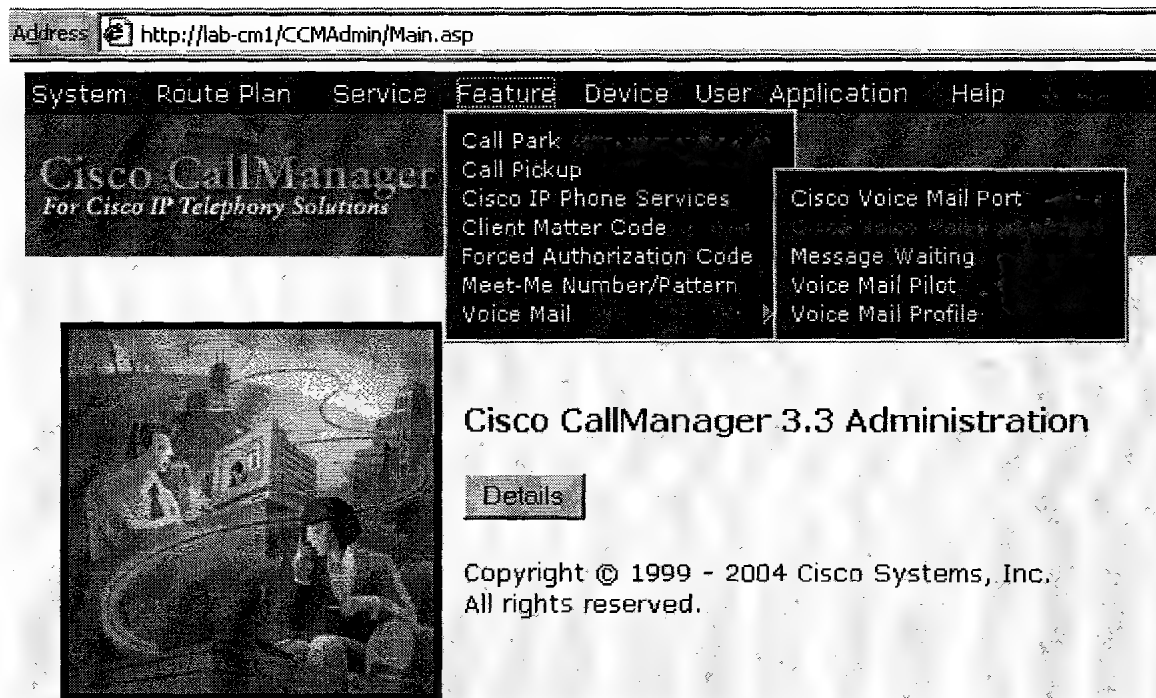 Address http://lab-cm1/CCMAdmin/Main.asp
System Route Plan Service Feature Device User Application Help
Cisco CallManager
For Cisco IP Telephony Solutions
Call Park
Call Pickup
Cisco IP Phone Services
Client Matter Code
Forced Authorization Code
Meet-Me Number/Pattern
Voice Mail
Cisco Voice Mail Port
Message Waiting
Voice Mail Pilot
Voice Mail Profile
Cisco CallManager 3.3 Administration
Details
Copyright © 1999 - 2004 Cisco Systems, Inc.
All rights reserved.